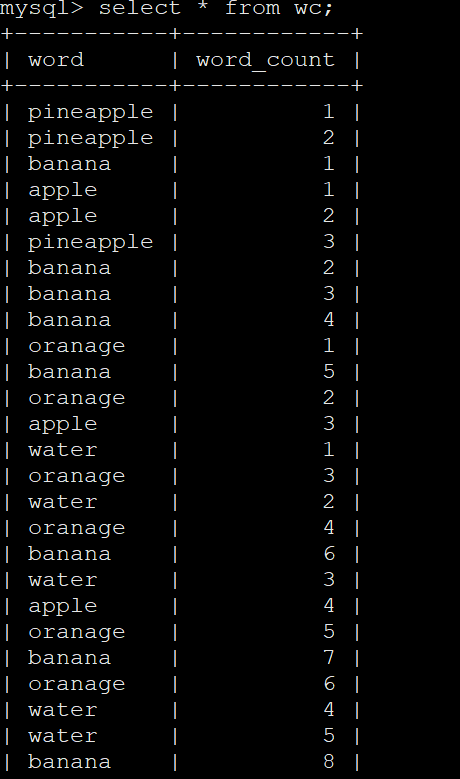 mysql> select * from wc;
+-----------+------------+
| word      | word_count |
+-----------+------------+
| pineapple |          1 |
| pineapple |          2 |
| banana    |          1 |
| apple     |          1 |
| apple     |          2 |
| pineapple |          3 |
| banana    |          2 |
| banana    |          3 |
| banana    |          4 |
| oranage   |          1 |
| banana    |          5 |
| oranage   |          2 |
| apple     |          3 |
| water     |          1 |
| oranage   |          3 |
| water     |          2 |
| oranage   |          4 |
| banana    |          6 |
| water     |          3 |
| apple     |          4 |
| oranage   |          5 |
| banana    |          7 |
| oranage   |          6 |
| water     |          4 |
| water     |          5 |
| banana    |          8 |